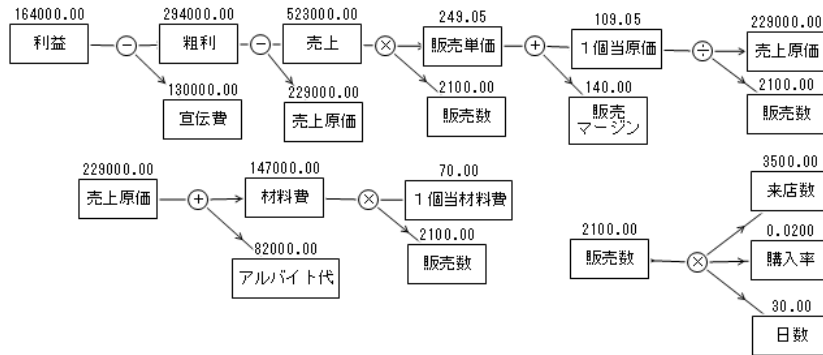 164000.00
利益
−
294000.00
粗利
−
523000.00
売上
×
249.05
販売単価
+
109.05
1個当原価
÷
229000.00
売上原価
130000.00
宣伝費
229000.00
売上原価
2100.00
販売数
140.00
販売
マージン
2100.00
販売数
229000.00
売上原価
+
147000.00
材料費
×
70.00
1個当材料費
82000.00
アルバイト代
2100.00
販売数
2100.00
販売数
×
3500.00
来店数
0.0200
購入率
30.00
日数